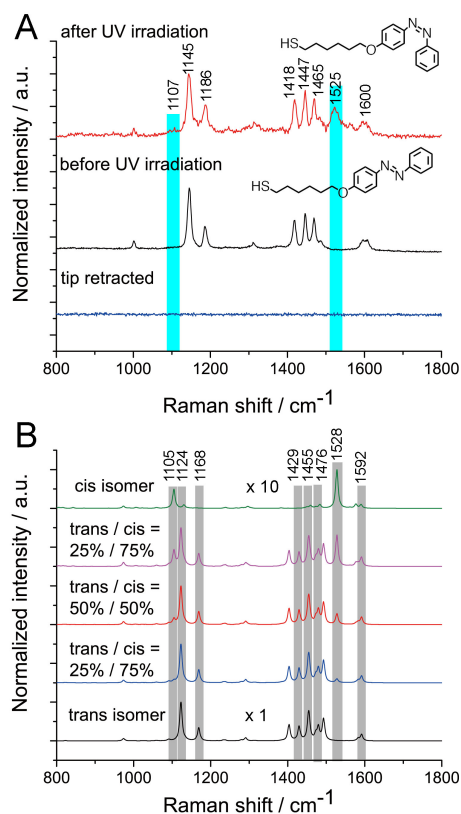 A
after UV irradiation
HS
O
N
N
1107
1145
1186
1418
1447
1465
1525
1600
before UV irradiation
HS
O
N
N
tip retracted
Normalized intensity / a.u.
800 1000 1200 1400 1600 1800
Raman shift / cm-1
B
1105
1124
1168
1429
1455
1476
1528
1592
cis isomer
x 10
trans / cis =
25% / 75%
trans / cis =
50% / 50%
trans / cis =
25% / 75%
trans isomer
x 1
Normalized intensity / a.u.
800 1000 1200 1400 1600 1800
Raman shift / cm-1